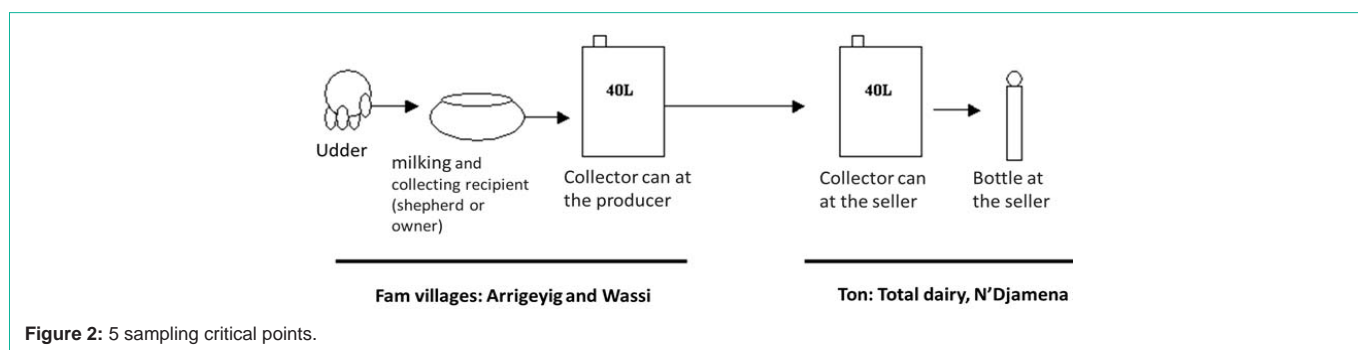 40L
40L
Udder
milking and
collecting recipient
(shepherd or
owner)
Collector can at
the producer
Collector can
at the seller
Bottle at
the seller
Fam villages: Arrigeyig and Wassi
Ton: Total dairy, N’Djamena
Figure 2: 5 sampling critical points.